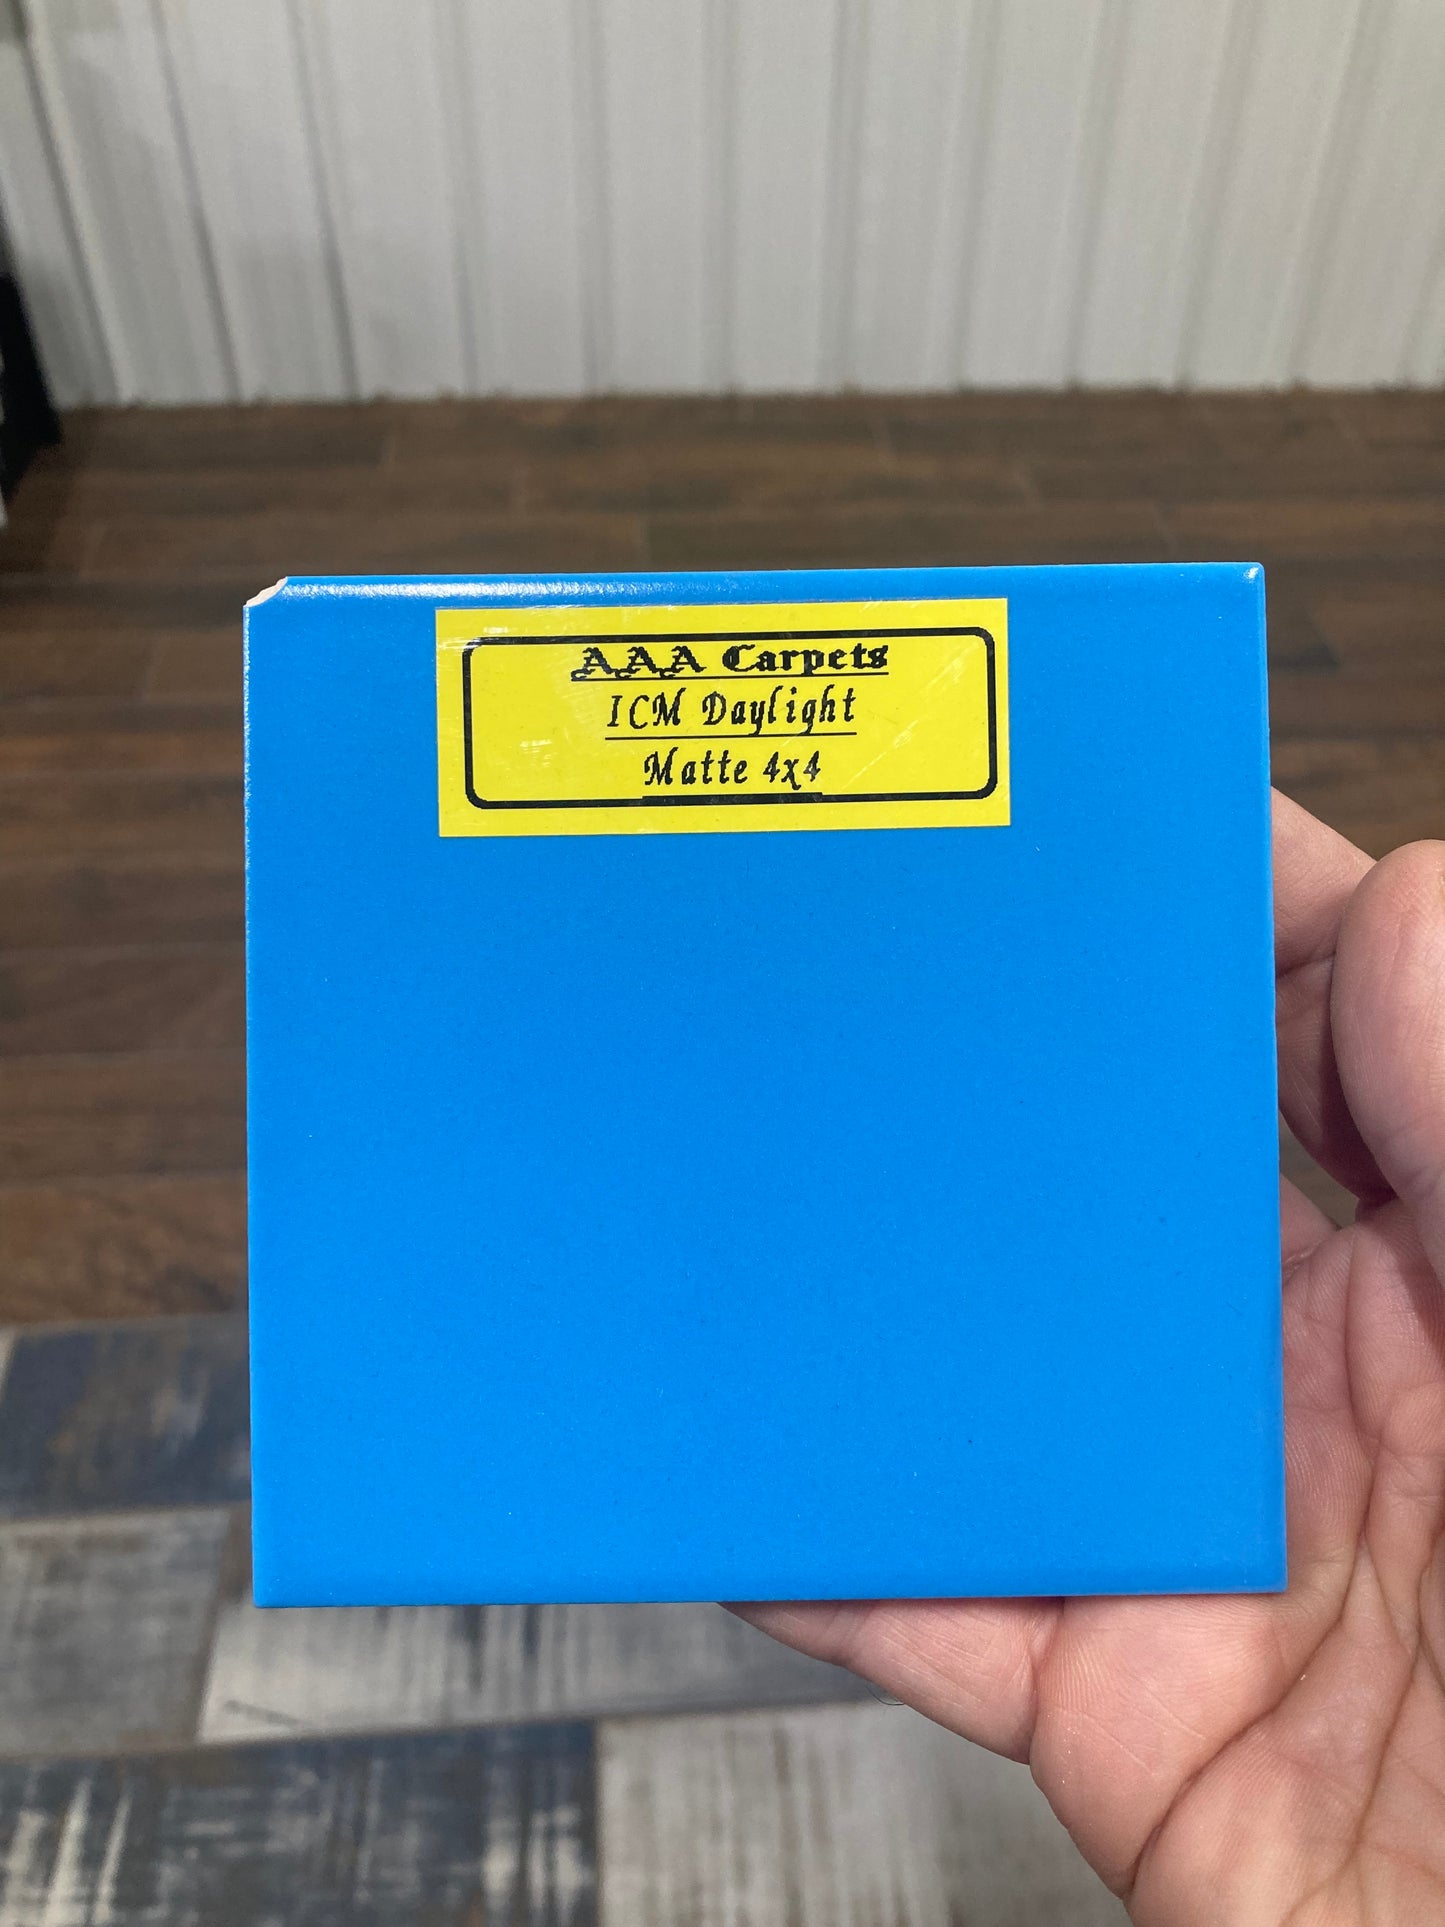 AAA Carpets
ICM Daylight
Matte 4x4